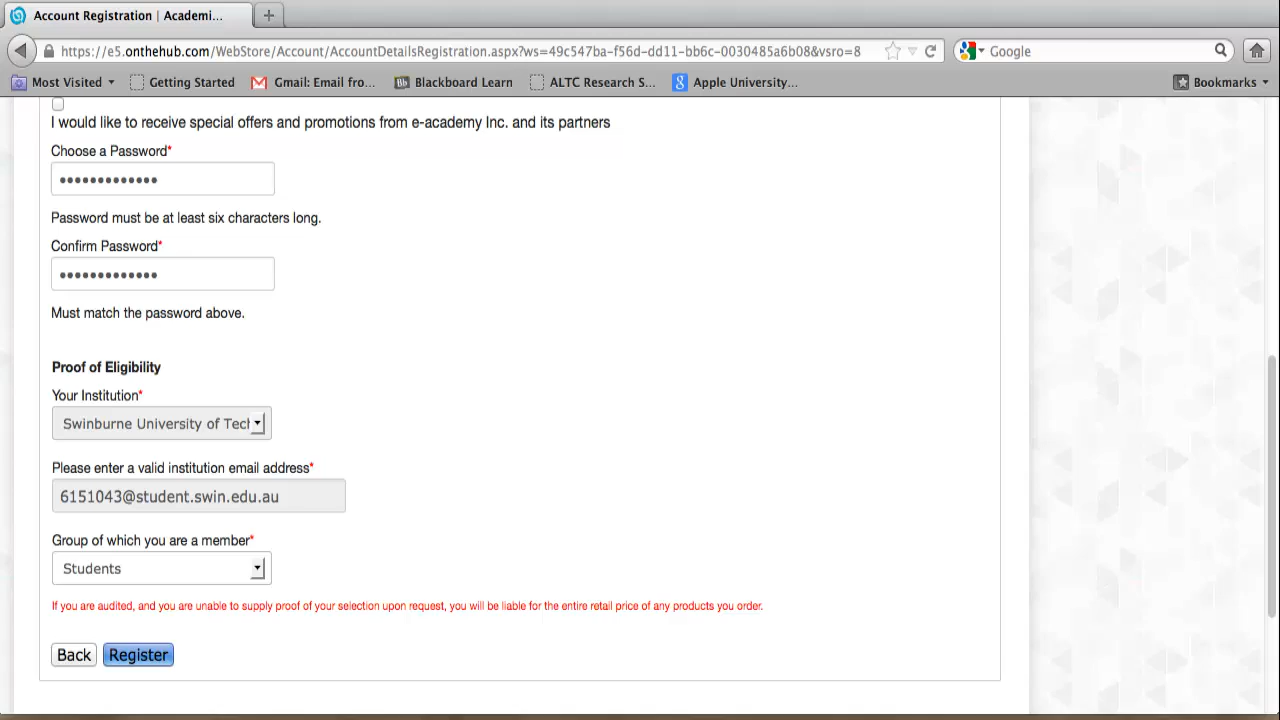 Account Registration | Academi...
https://e5.onthehub.com/WebStore/Account/AccountDetailsRegistration.aspx?ws=49c547ba-f56d-dd11-bb6c-0030485a6b08&vsro=8
Google
Most Visited
Getting Started
Gmail: Email fro...
Bb Blackboard Learn
ALTC Research S...
8 Apple University...
Bookmarks
I would like to receive special offers and promotions from e-academy Inc. and its partners
Choose a Password*
•••••••••••••
Password must be at least six characters long.
Confirm Password*
•••••••••••••
Must match the password above.
Proof of Eligibility
Your Institution*
Swinburne University of Tech
Please enter a valid institution email address*
6151043@student.swin.edu.au
Group of which you are a member*
Students
If you are audited, and you are unable to supply proof of your selection upon request, you will be liable for the entire retail price of any products you order.
Back Register